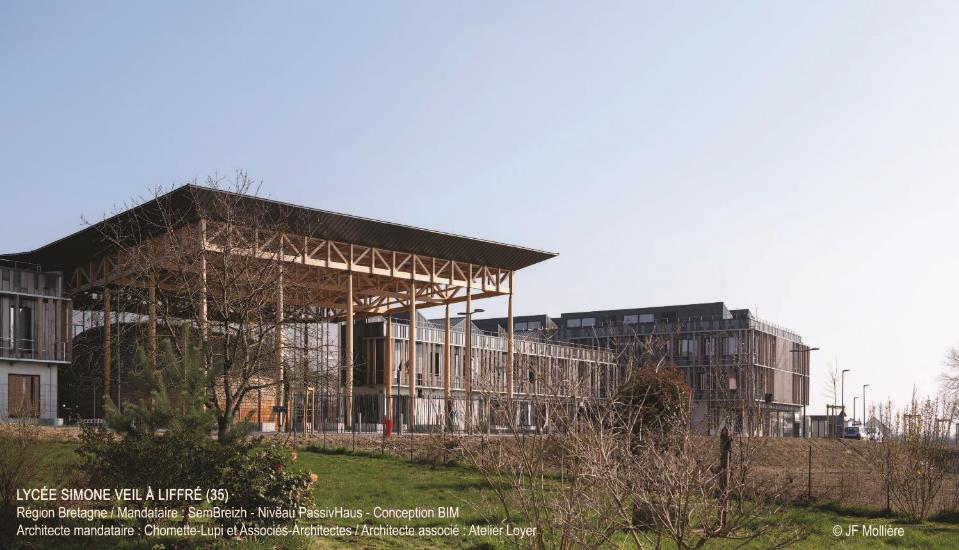 LYCÉE SIMONE VEIL À LIFFRÉ (35)
Région Bretagne / Mandataire : SemBreizh - Niveau PassivHaus - Conception BIM
Architecte mandataire : Chomette-Lupi et Associés-Architectes / Architecte associé : Atelier Loyer
© JF Mollière